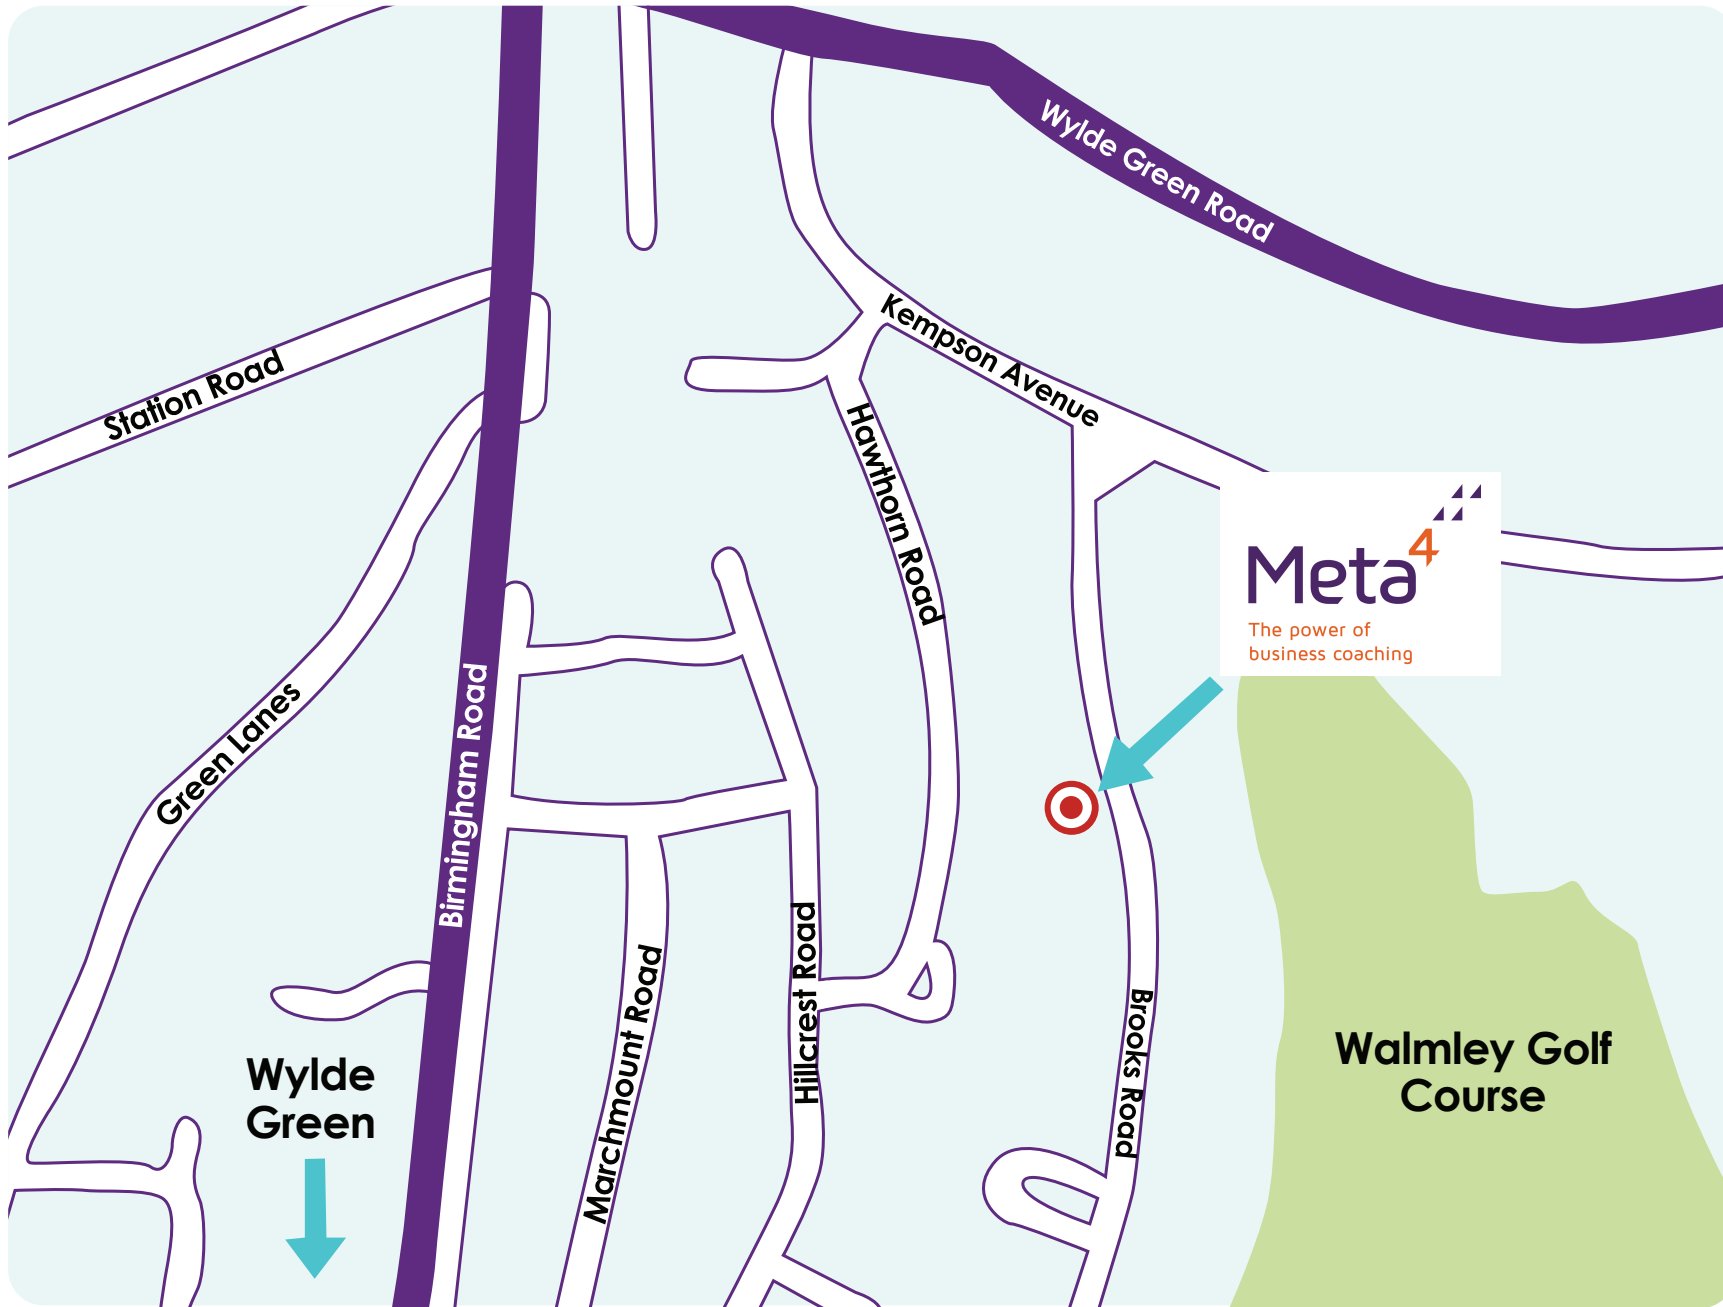 Wylde Green Road
Kempson Avenue
Station Road
Hawthorn Road
Meta4
The power of
business coaching
Green Lanes
Birmingham Road
Marchmount Road
Hillcrest Road
Brooks Road
Walmley Golf
Course
Wylde
Green